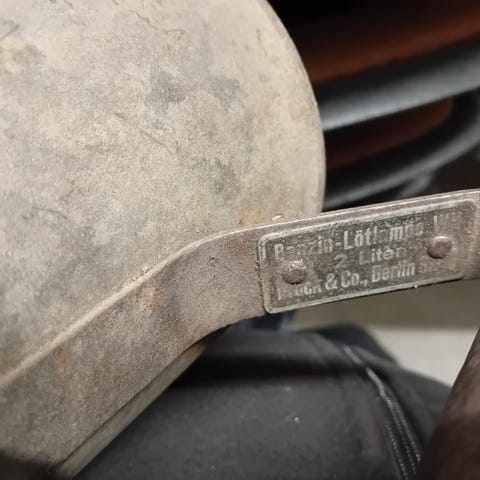 Benzin-Lötlampe
2 Liter
& Co., Berlin